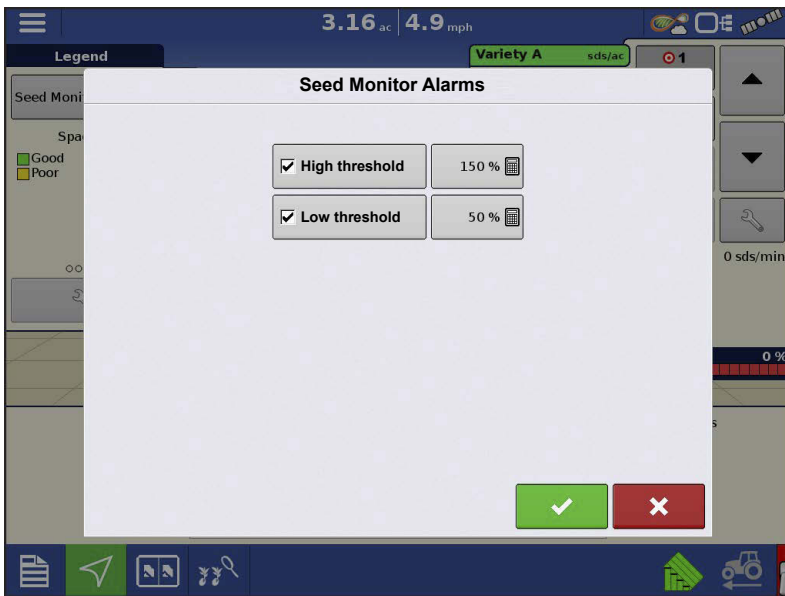 3.16 ac 4.9 mph
Legend
Variety A sds/ac
1
Seed Monitor Alarms
Seed Moni
Spa
Good
Poor
High threshold 150 %
Low threshold 50 %
0 sds/min
0 %
s